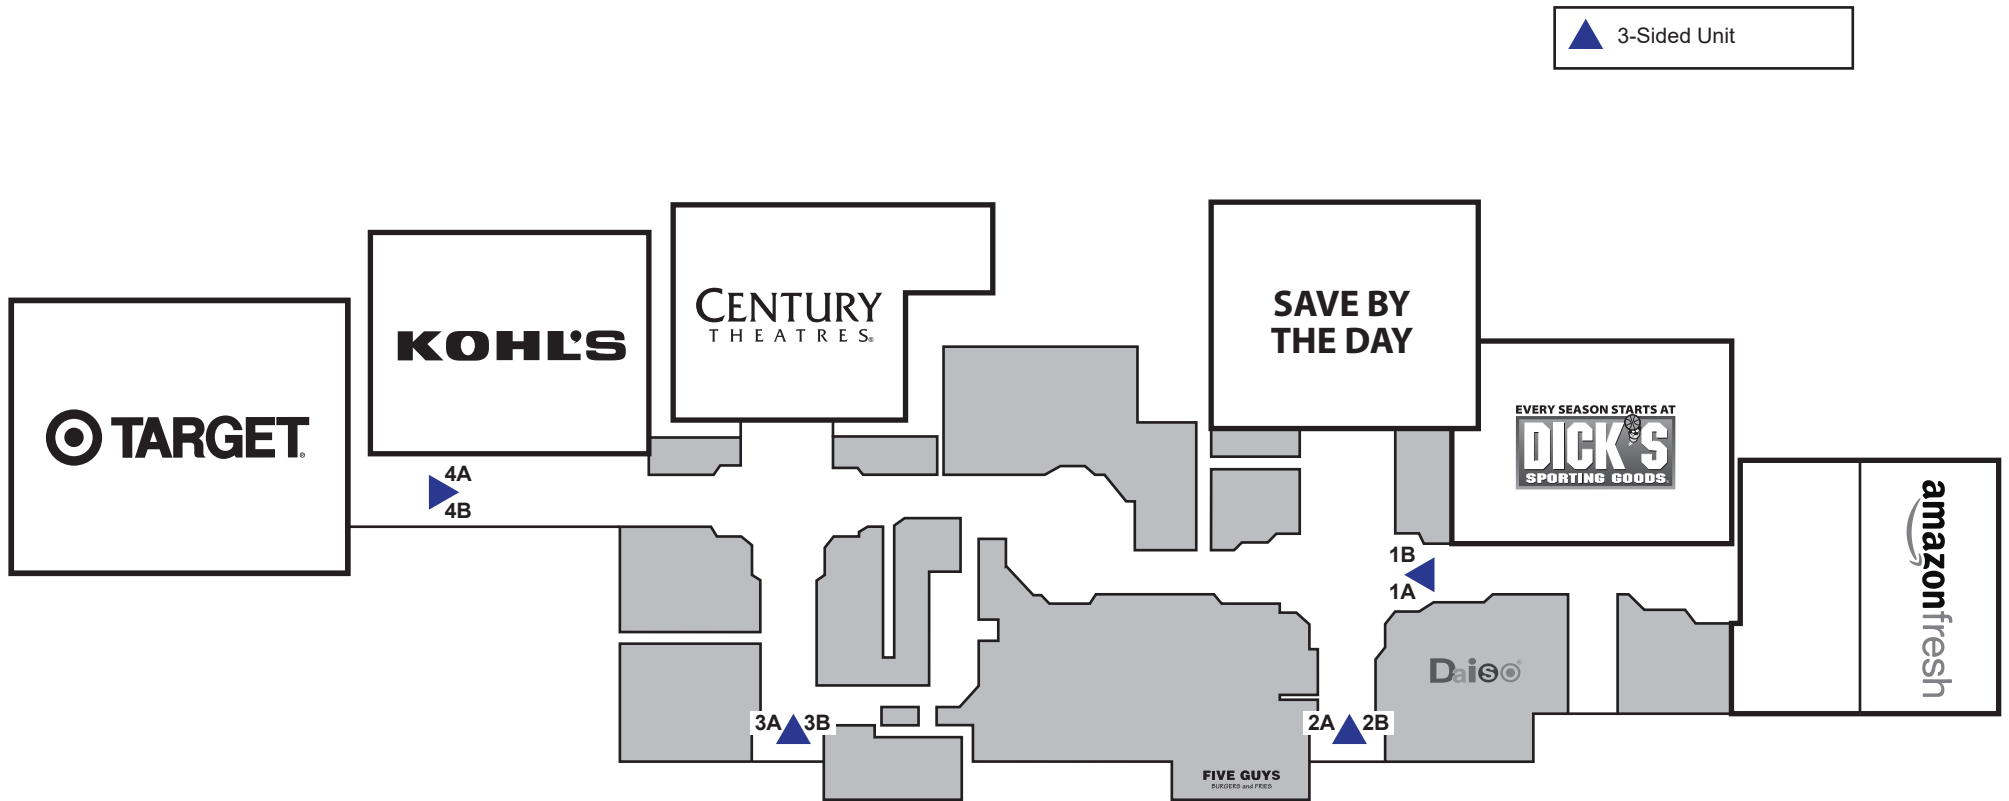 3-Sided Unit
CENTURY
THEATRES®
SAVE BY
THE DAY
KOHL'S
TARGET®
EVERY SEASON STARTS AT
DICK'S
SPORTING GOODS®
amazonfresh
4A
4B
1B
1A
Daiso®
3A 3B
2A 2B
FIVE GUYS
BURGERS and FRIES